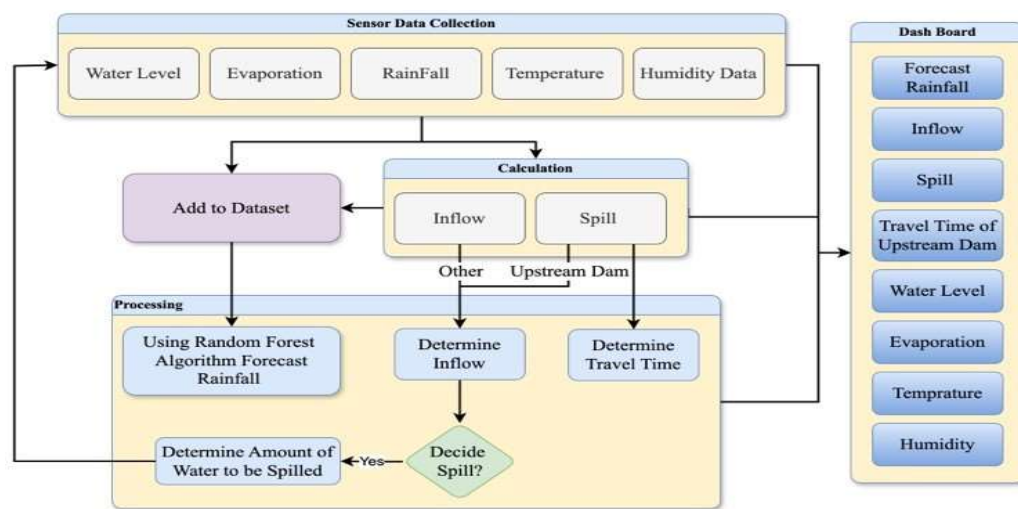 Sensor Data Collection
Water Level
Evaporation
RainFall
Temperature
Humidity Data
Dash Board
Forecast
Rainfall
Inflow
Spill
Travel Time of
Upstream Dam
Water Level
Evaporation
Temprature
Humidity
Add to Dataset
Calculation
Inflow
Spill
Other
Upstream Dam
Processing
Using Random Forest
Algorithm Forecast
Rainfall
Determine
Inflow
Determine
Travel Time
Decide
Spill?
Yes
Determine Amount of
Water to be Spilled